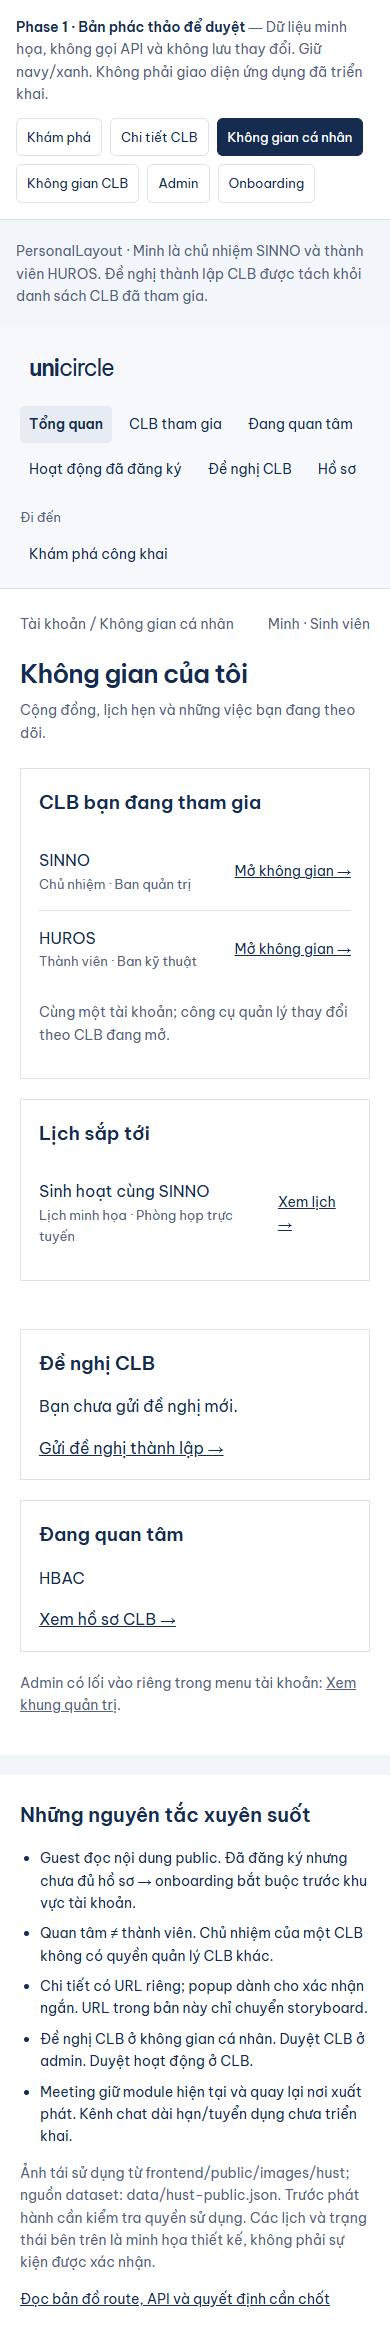 Phase 1 · Bản phác thảo để duyệt — Dữ liệu minh
họa, không gọi API và không lưu thay đổi. Giữ
navy/xanh. Không phải giao diện ứng dụng đã triển
khai.
Khám phá
Chi tiết CLB
Không gian cá nhân
Không gian CLB
Admin
Onboarding
PersonalLayout · Minh là chủ nhiệm SINNO và thành
viên HUROS. Đề nghị thành lập CLB được tách khỏi
danh sách CLB đã tham gia.
unicircle
Tổng quan
CLB tham gia
Đang quan tâm
Hoạt động đã đăng ký
Đề nghị CLB
Hồ sơ
Đi đến
Khám phá công khai
Tài khoản / Không gian cá nhân
Minh · Sinh viên
Không gian của tôi
Cộng đồng, lịch hẹn và những việc bạn đang theo
dõi.
CLB bạn đang tham gia
SINNO
Chủ nhiệm · Ban quản trị
Mở không gian →
HUROS
Thành viên · Ban kỹ thuật
Mở không gian →
Cùng một tài khoản; công cụ quản lý thay đổi
theo CLB đang mở.
Lịch sắp tới
Sinh hoạt cùng SINNO
Lịch minh họa · Phòng họp trực
tuyến
Xem lịch
→
Đề nghị CLB
Bạn chưa gửi đề nghị mới.
Gửi đề nghị thành lập →
Đang quan tâm
HBAC
Xem hồ sơ CLB →
Admin có lối vào riêng trong menu tài khoản: Xem
khung quản trị.
Những nguyên tắc xuyên suốt
• Guest đọc nội dung public. Đã đăng ký nhưng
chưa đủ hồ sơ → onboarding bắt buộc trước khu
vực tài khoản.
• Quan tâm ≠ thành viên. Chủ nhiệm của một CLB
không có quyền quản lý CLB khác.
• Chi tiết có URL riêng; popup dành cho xác nhận
ngắn. URL trong bản này chỉ chuyển storyboard.
• Đề nghị CLB ở không gian cá nhân. Duyệt CLB ở
admin. Duyệt hoạt động ở CLB.
• Meeting giữ module hiện tại và quay lại nơi xuất
phát. Kênh chat dài hạn/tuyển dụng chưa triển
khai.
Ảnh tái sử dụng từ frontend/public/images/hust;
nguồn dataset: data/hust-public.json. Trước phát
hành cần kiểm tra quyền sử dụng. Các lịch và trạng
thái bên trên là minh họa thiết kế, không phải sự
kiện được xác nhận.
Đọc bản đồ route, API và quyết định cần chốt